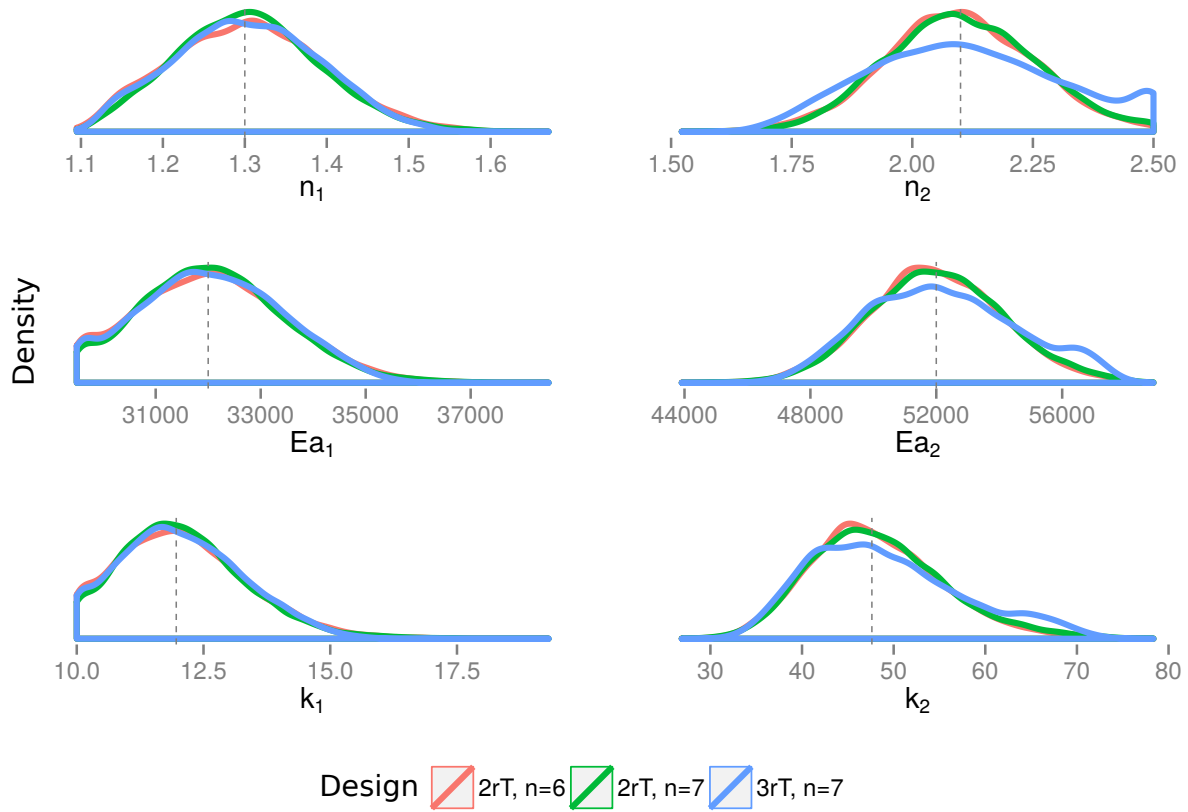 1.1 1.2 1.3 1.4 1.5 1.6
n₁
1.50 1.75 2.00 2.25 2.50
n₂
Density
31000 33000 35000 37000
Ea₁
44000 48000 52000 56000
Ea₂
10.0 12.5 15.0 17.5
k₁
30 40 50 60 70 80
k₂
Design 2rT, n=6 2rT, n=7 3rT, n=7